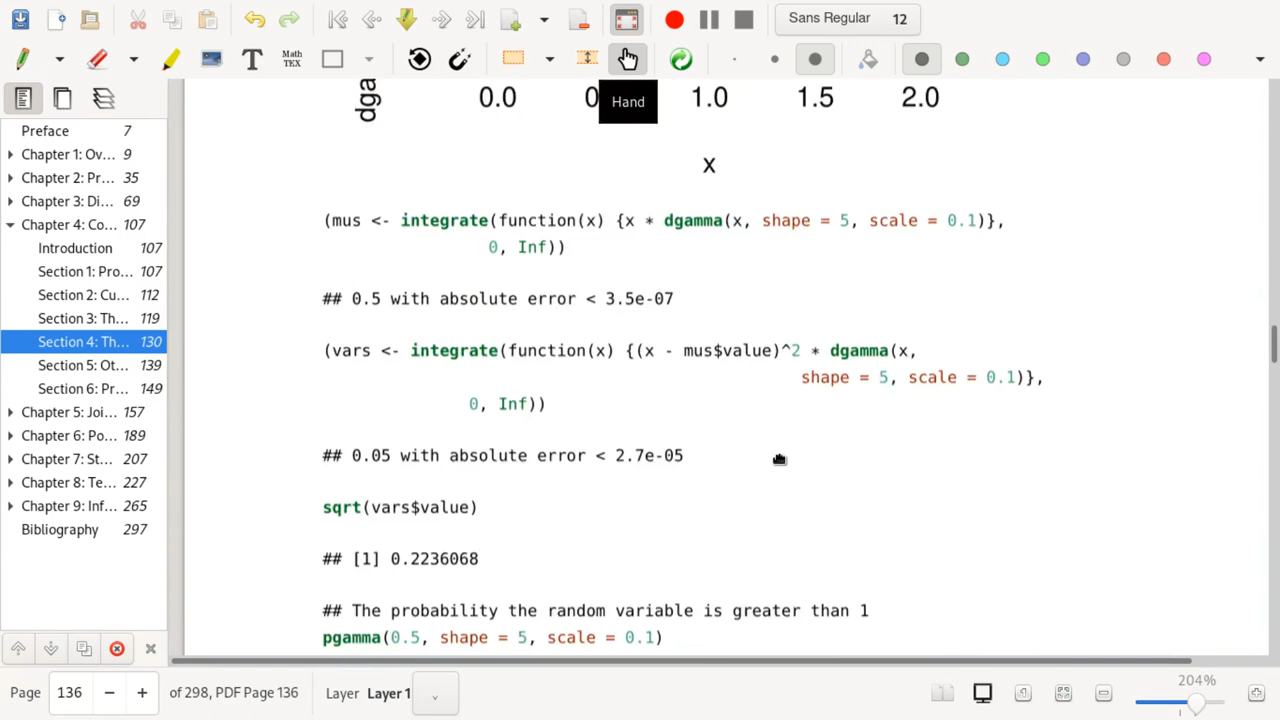 Sans Regular 12
Math
TEX
Hand
Preface 7
Chapter 1: Ov... 9
Chapter 2: Pr... 35
Chapter 3: Di... 69
Chapter 4: Co... 107
Introduction 107
Section 1: Pro... 107
Section 2: Cu... 112
Section 3: Th... 119
Section 4: Th... 130
Section 5: Ot... 139
Section 6: Pr... 149
Chapter 5: Joi... 157
Chapter 6: Po... 189
Chapter 7: St... 207
Chapter 8: Te... 227
Chapter 9: Inf... 265
Bibliography 297
dga
0.0 0 1.0 1.5 2.0
x
(mus <- integrate(function(x) {x * dgamma(x, shape = 5, scale = 0.1)},
0, Inf))
## 0.5 with absolute error < 3.5e-07
(vars <- integrate(function(x) {(x - mus$value)^2 * dgamma(x,
shape = 5, scale = 0.1)},
0, Inf))
## 0.05 with absolute error < 2.7e-05
sqrt(vars$value)
## [1] 0.2236068
## The probability the random variable is greater than 1
pgamma(0.5, shape = 5, scale = 0.1)
Page 136 of 298, PDF Page 136 Layer Layer 1 204%